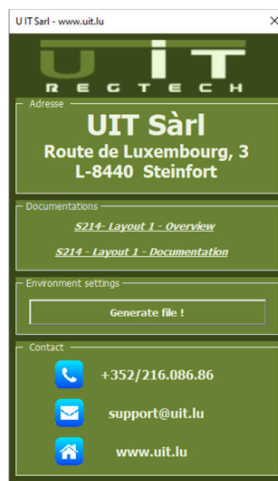 U IT Sarl - www.uit.lu
UIT
REGTECH
Adresse
UIT Sàrl
Route de Luxembourg, 3
L-8440 Steinfort
Documentations
S214- Layout 1 - Overview
S214 - Layout 1 - Documentation
Environment settings
Generate file !
Contact
+352/216.086.86
support@uit.lu
www.uit.lu